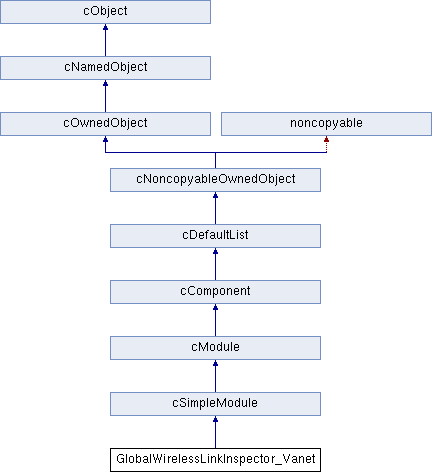 cObject
cNamedObject
cOwnedObject
noncopyable
cNoncopyableOwnedObject
cDefaultList
cComponent
cModule
cSimpleModule
GlobalWirelessLinkInspector_Vanet